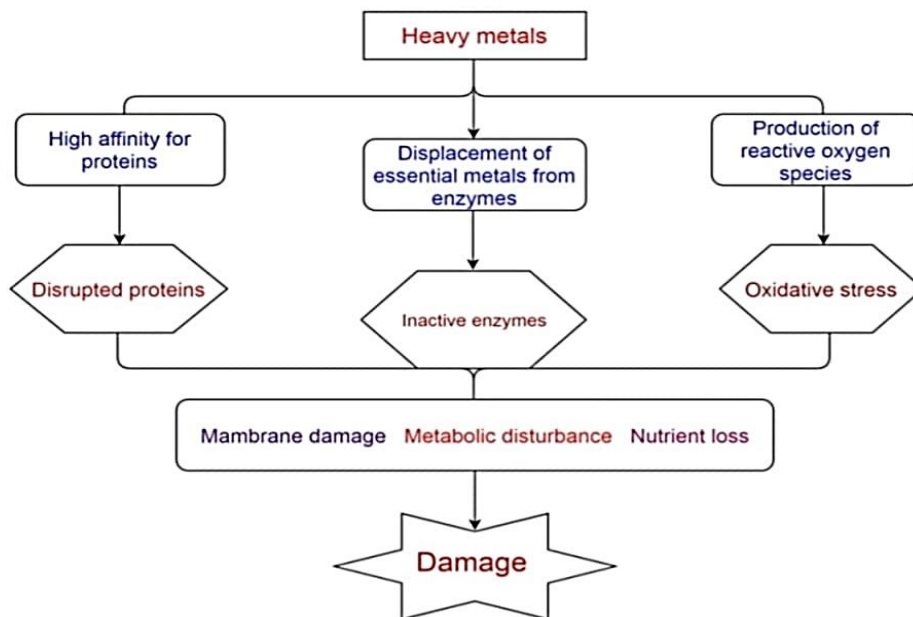 Heavy metals
High affinity for
proteins
Displacement of
essential metals from
enzymes
Production of
reactive oxygen
species
Disrupted proteins
Inactive enzymes
Oxidative stress
Mambrane damage Metabolic disturbance Nutrient loss
Damage